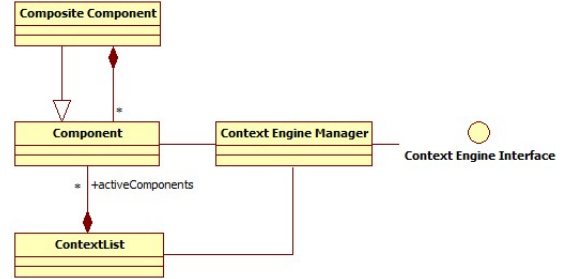 Composite Component
*
Component
Context Engine Manager
Context Engine Interface
* +activeComponents
ContextList